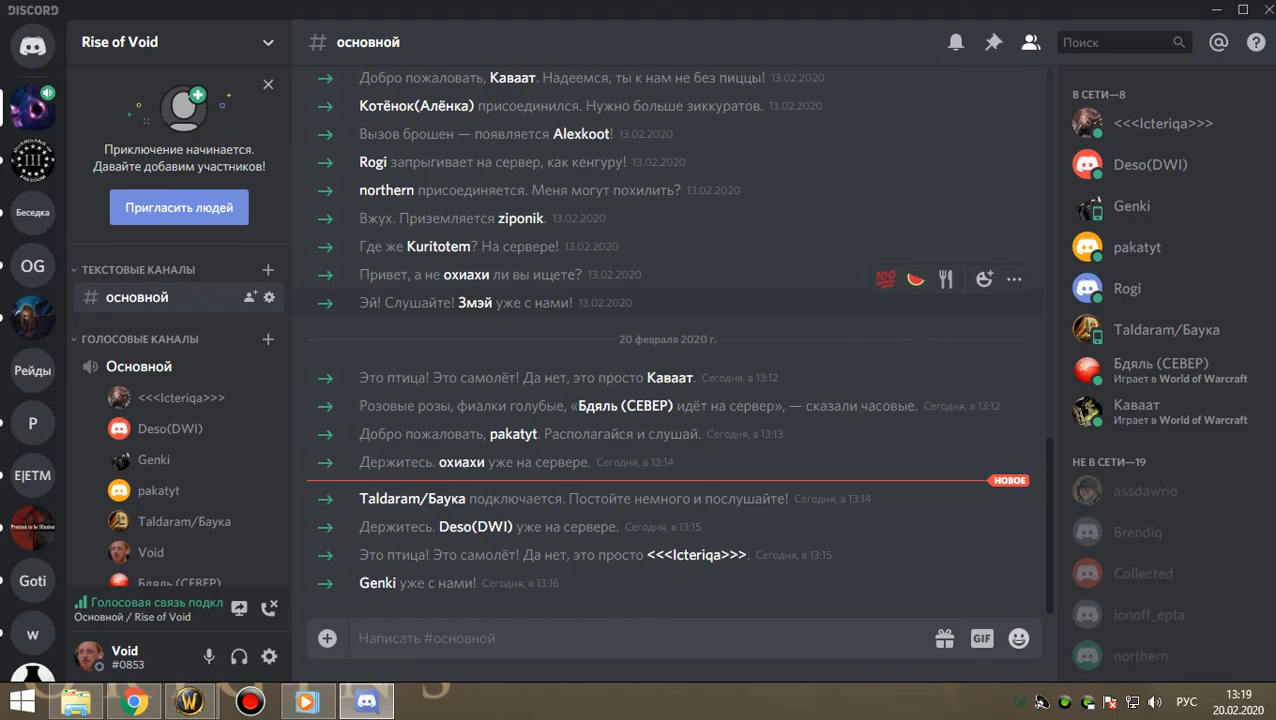 DISCORD
Rise of Void
основной
Поиск
Приключение начинается.
Давайте добавим участников!
Пригласить людей
III
Беседка
OG
Рейды
P
E|ETM
Goti
w
ТЕКСТОВЫЕ КАНАЛЫ
основной
ГОЛОСОВЫЕ КАНАЛЫ
Основной
<<<Icteriqa>>>
Deso(DWI)
Genki
pakatyt
Taldaram/Баука
Void
Бдяль (СЕВЕР)
Голосовая связь подкл
Основной / Rise of Void
Void
#0853
Добро пожаловать, Каваат. Надеемся, ты к нам не без пиццы! 13.02.2020
Котёнок(Алёнка) присоединился. Нужно больше зиккуратов. 13.02.2020
Вызов брошен — появляется Alexkoot! 13.02.2020
Rogi запрыгивает на сервер, как кенгуру! 13.02.2020
northern присоединяется. Меня могут похилить? 13.02.2020
Вжух. Приземляется ziponik. 13.02.2020
Где же Kuritotem? На сервере! 13.02.2020
Привет, а не охиахи ли вы ищете? 13.02.2020
Эй! Слушайте! Змэй уже с нами! 13.02.2020
100
20 февраля 2020 г.
Это птица! Это самолёт! Да нет, это просто Каваат. Сегодня, в 13:12
Розовые розы, фиалки голубые, «Бдяль (СЕВЕР) идёт на сервер», — сказали часовые. Сегодня, в 13:12
Добро пожаловать, pakatyt. Располагайся и слушай. Сегодня, в 13:13
Держитесь. охиахи уже на сервере. Сегодня, в 13:14
НОВОЕ
Taldaram/Баука подключается. Постойте немного и послушайте! Сегодня, в 13:14
Держитесь. Deso(DWI) уже на сервере. Сегодня, в 13:15
Это птица! Это самолёт! Да нет, это просто <<<Icteriqa>>>. Сегодня, в 13:15
Genki уже с нами! Сегодня, в 13:16
Написать #основной
GIF
В СЕТИ—8
<<<Icteriqa>>>
Deso(DWI)
Genki
pakatyt
Rogi
Taldaram/Баука
Бдяль (СЕВЕР)
Играет в World of Warcraft
Каваат
Играет в World of Warcraft
НЕ В СЕТИ—19
assdawrio
Brendiq
Collected
ionoff_epta
northern
РУС
13:19
20.02.2020